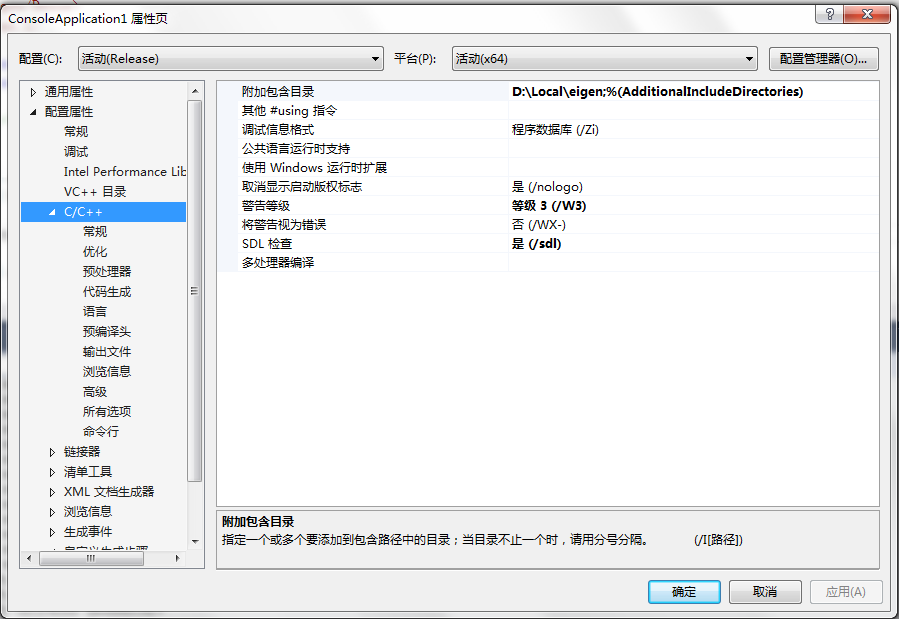 ConsoleApplication1 属性页
配置(C): 活动(Release) 平台(P): 活动(x64) 配置管理器(O)...
通用属性
配置属性
常规
调试
Intel Performance Lib
VC++ 目录
C/C++
常规
优化
预处理器
代码生成
语言
预编译头
输出文件
浏览信息
高级
所有选项
命令行
链接器
清单工具
XML 文档生成器
浏览信息
生成事件
自定义生成步骤
附加包含目录 D:\Local\eigen;%(AdditionalIncludeDirectories)
其他 #using 指令
调试信息格式 程序数据库 (/Zi)
公共语言运行时支持
使用 Windows 运行时扩展
取消显示启动版权标志 是 (/nologo)
警告等级 等级 3 (/W3)
将警告视为错误 否 (/WX-)
SDL 检查 是 (/sdl)
多处理器编译
附加包含目录
指定一个或多个要添加到包含路径中的目录；当目录不止一个时，请用分号分隔。 (/I[路径])
确定 取消 应用(A)